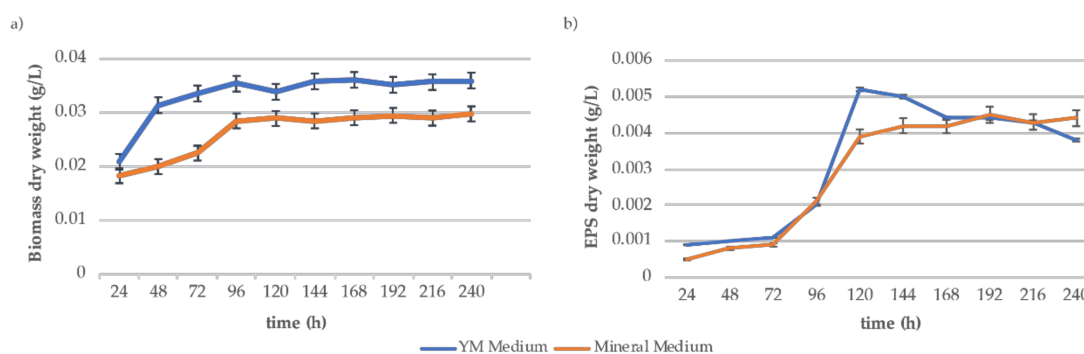 a)
Biomass dry weight (g/L)
0.04
0.03
0.02
0.01
0
24 48 72 96 120 144 168 192 216 240
time (h)
b)
EPS dry weight (g/L)
0.006
0.005
0.004
0.003
0.002
0.001
0
24 48 72 96 120 144 168 192 216 240
time (h)
YM Medium Mineral Medium